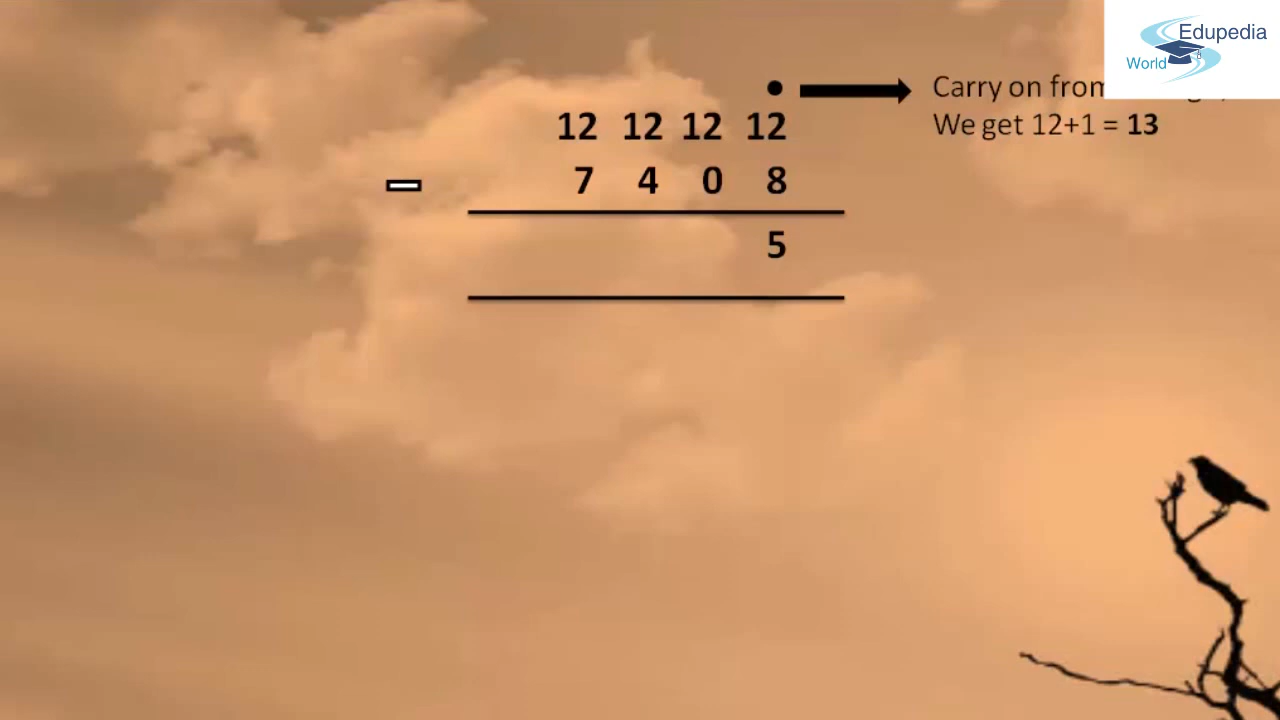 Edupedia
World
Carry on from
12 12 12 12
We get 12+1 = 13
– 7 4 0 8
5